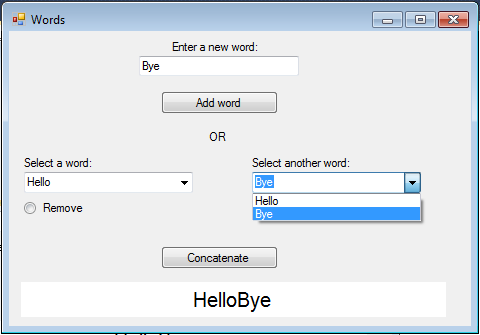 Words
Enter a new word:
Bye
Add word
OR
Select a word:
Select another word:
Hello
Bye
Hello
Bye
Remove
Concatenate
HelloBye